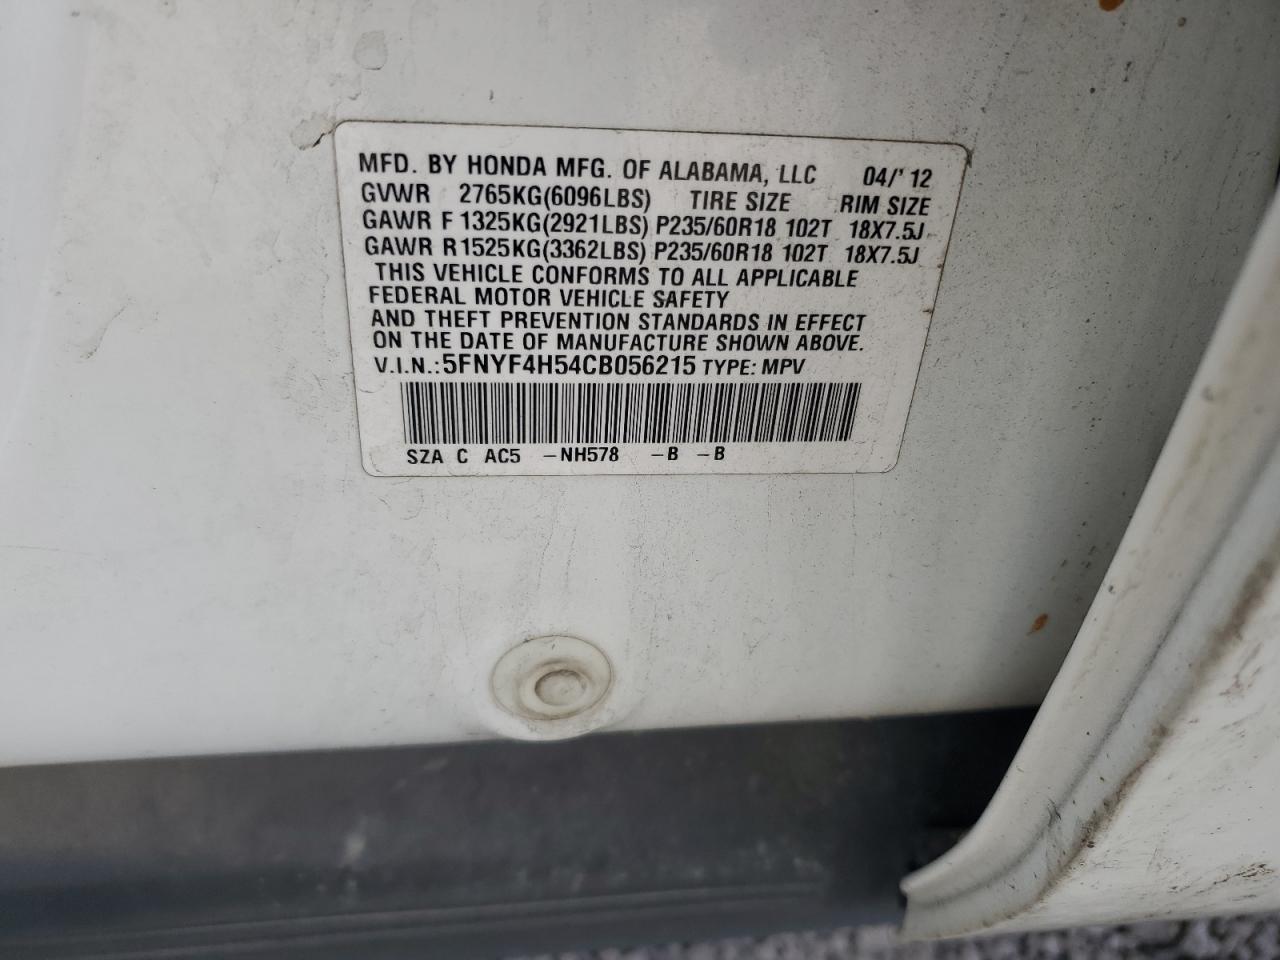 MFD. BY HONDA MFG. OF ALABAMA, LLC 04/'12
GVWR 2765KG(6096LBS) TIRE SIZE RIM SIZE
GAWR F 1325KG(2921LBS) P235/60R18 102T 18X7.5J
GAWR R1525KG(3362LBS) P235/60R18 102T 18X7.5J
THIS VEHICLE CONFORMS TO ALL APPLICABLE
FEDERAL MOTOR VEHICLE SAFETY
AND THEFT PREVENTION STANDARDS IN EFFECT
ON THE DATE OF MANUFACTURE SHOWN ABOVE.
V.I.N.:5FNYF4H54CB056215 TYPE: MPV
SZA C AC5 -NH578 -B -B